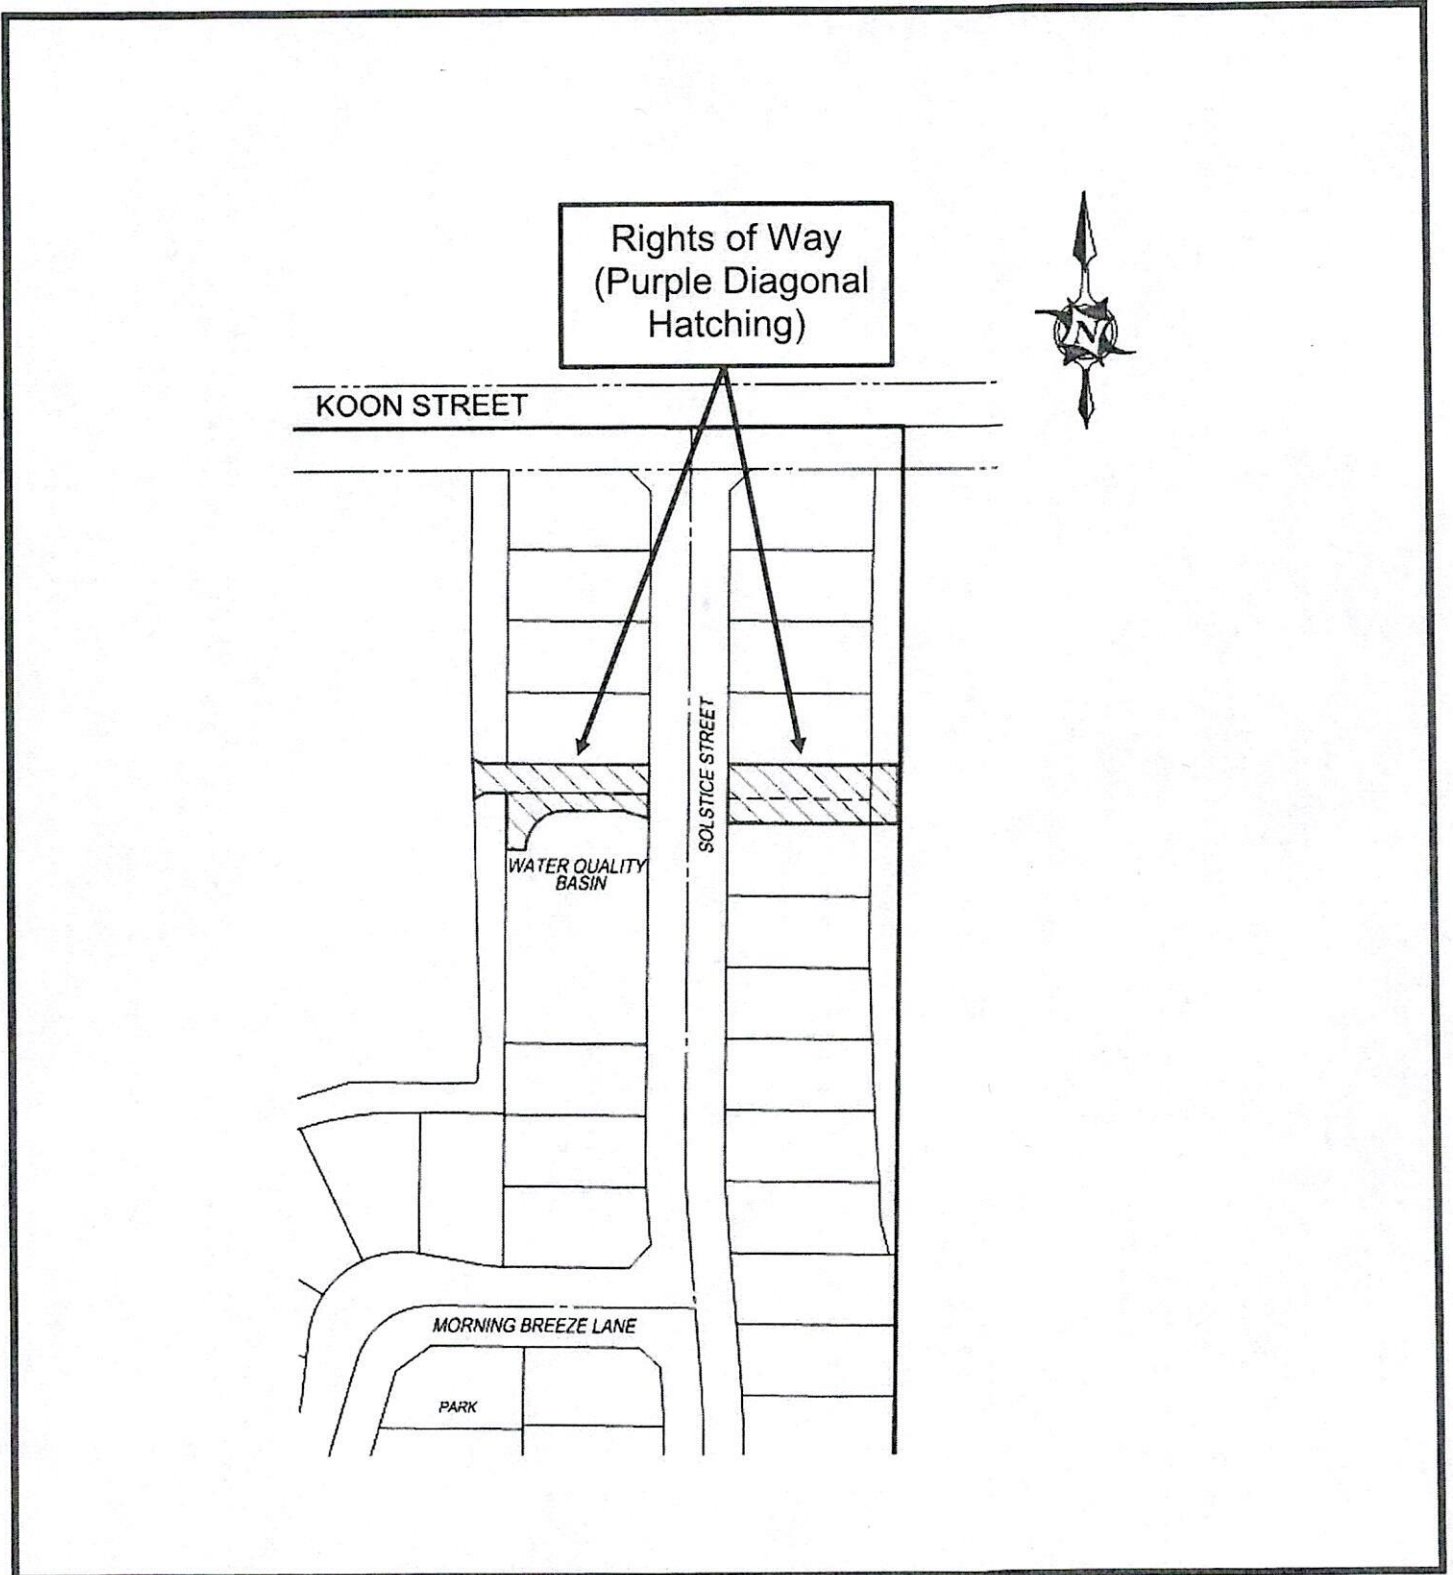 Rights of Way
(Purple Diagonal
Hatching)
N
KOON STREET
SOLSTICE STREET
WATER QUALITY
BASIN
MORNING BREEZE LANE
PARK